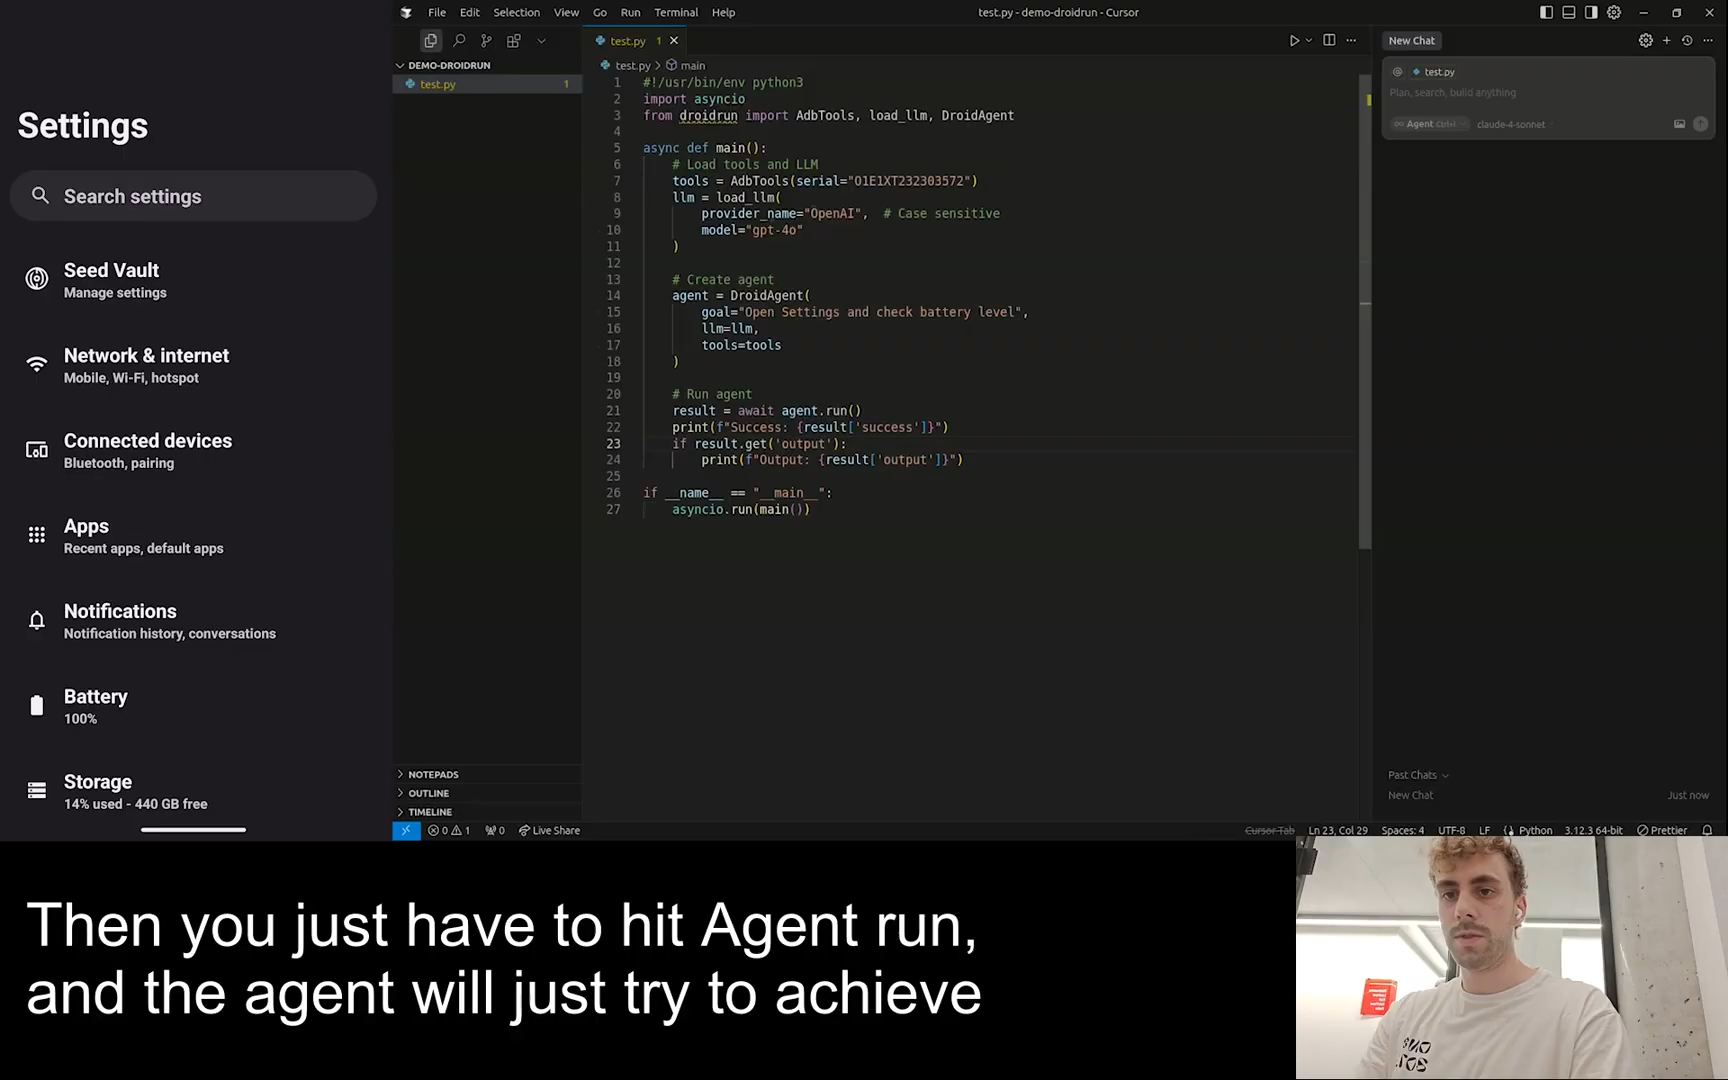 Settings
Search settings
Seed Vault
Manage settings
Network & internet
Mobile, Wi-Fi, hotspot
Connected devices
Bluetooth, pairing
Apps
Recent apps, default apps
Notifications
Notification history, conversations
Battery
100%
Storage
14% used - 440 GB free
File Edit Selection View Go Run Terminal Help
test.py - demo-droidrun - Cursor
DEMO-DROIDRUN
test.py 1
NOTEPADS
OUTLINE
TIMELINE
test.py 1
test.py > main
1 #!/usr/bin/env python3
2 import asyncio
3 from droidrun import AdbTools, load_llm, DroidAgent
4
5 async def main():
6 # Load tools and LLM
7 tools = AdbTools(serial="O1E1XT232303572")
8 llm = load_llm(
9 provider_name="OpenAI", # Case sensitive
10 model="gpt-4o"
11 )
12
13 # Create agent
14 agent = DroidAgent(
15 goal="Open Settings and check battery level",
16 llm=llm,
17 tools=tools
18 )
19
20 # Run agent
21 result = await agent.run()
22 print(f"Success: {result['success']}")
23 if result.get('output'):
24 print(f"Output: {result['output']}")
25
26 if __name__ == "__main__":
27 asyncio.run(main())
New Chat
@ test.py
Plan, search, build anything
Agent Ctrl+I claude-4-sonnet
Past Chats
New Chat Just now
0 1 0 Live Share
Cursor Tab Ln 23, Col 29 Spaces: 4 UTF-8 LF Python 3.12.3 64-bit Prettier
Then you just have to hit Agent run,
and the agent will just try to achieve